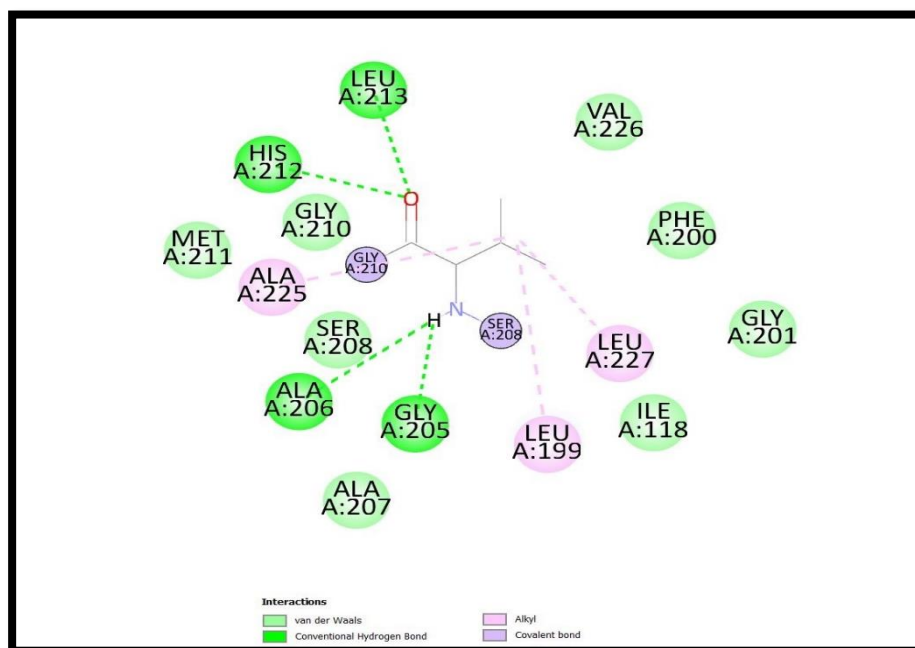 LEU
A:213
VAL
A:226
HIS
A:212
O
GLY
A:210
PHE
A:200
MET
A:211
GLY
A:210
ALA
A:225
N
H
SER
A:208
SER
A:208
GLY
A:201
LEU
A:227
ALA
A:206
GLY
A:205
ILE
A:118
LEU
A:199
ALA
A:207
Interactions
van der Waals
Conventional Hydrogen Bond
Alkyl
Covalent bond